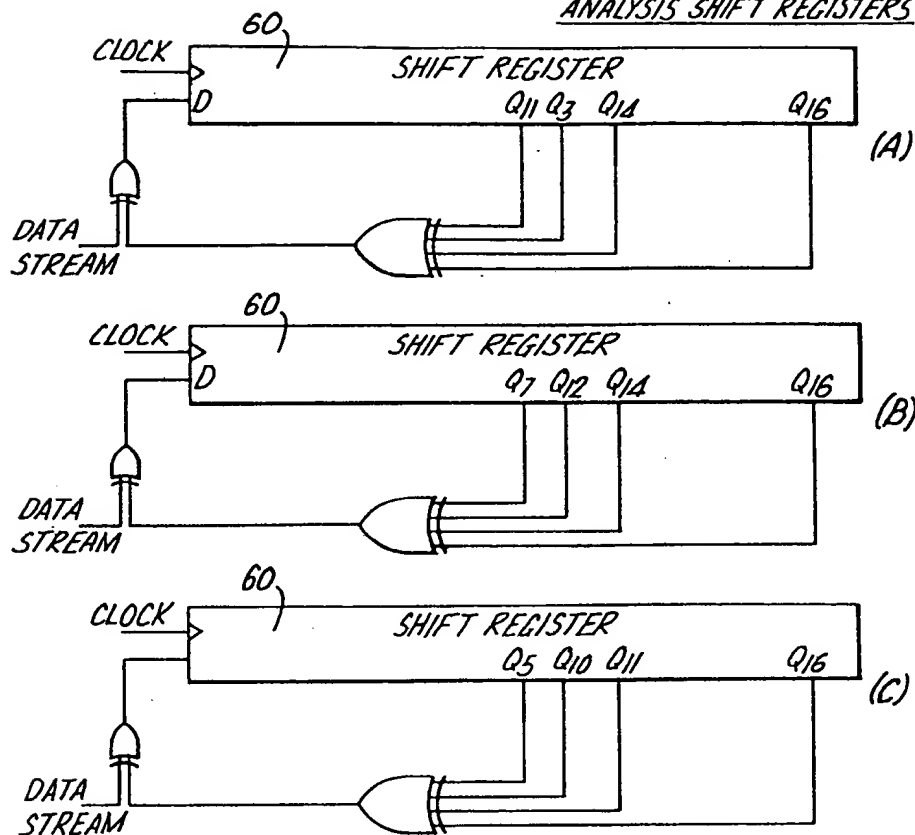 ANALYSIS SHIFT REGISTERS
60
CLOCK
SHIFT REGISTER
D
Q11 Q3 Q14 Q16
(A)
DATA
STREAM
60
CLOCK
SHIFT REGISTER
D
Q7 Q12 Q14 Q16
(B)
DATA
STREAM
60
CLOCK
SHIFT REGISTER
Q5 Q10 Q11 Q16
(C)
DATA
STREAM